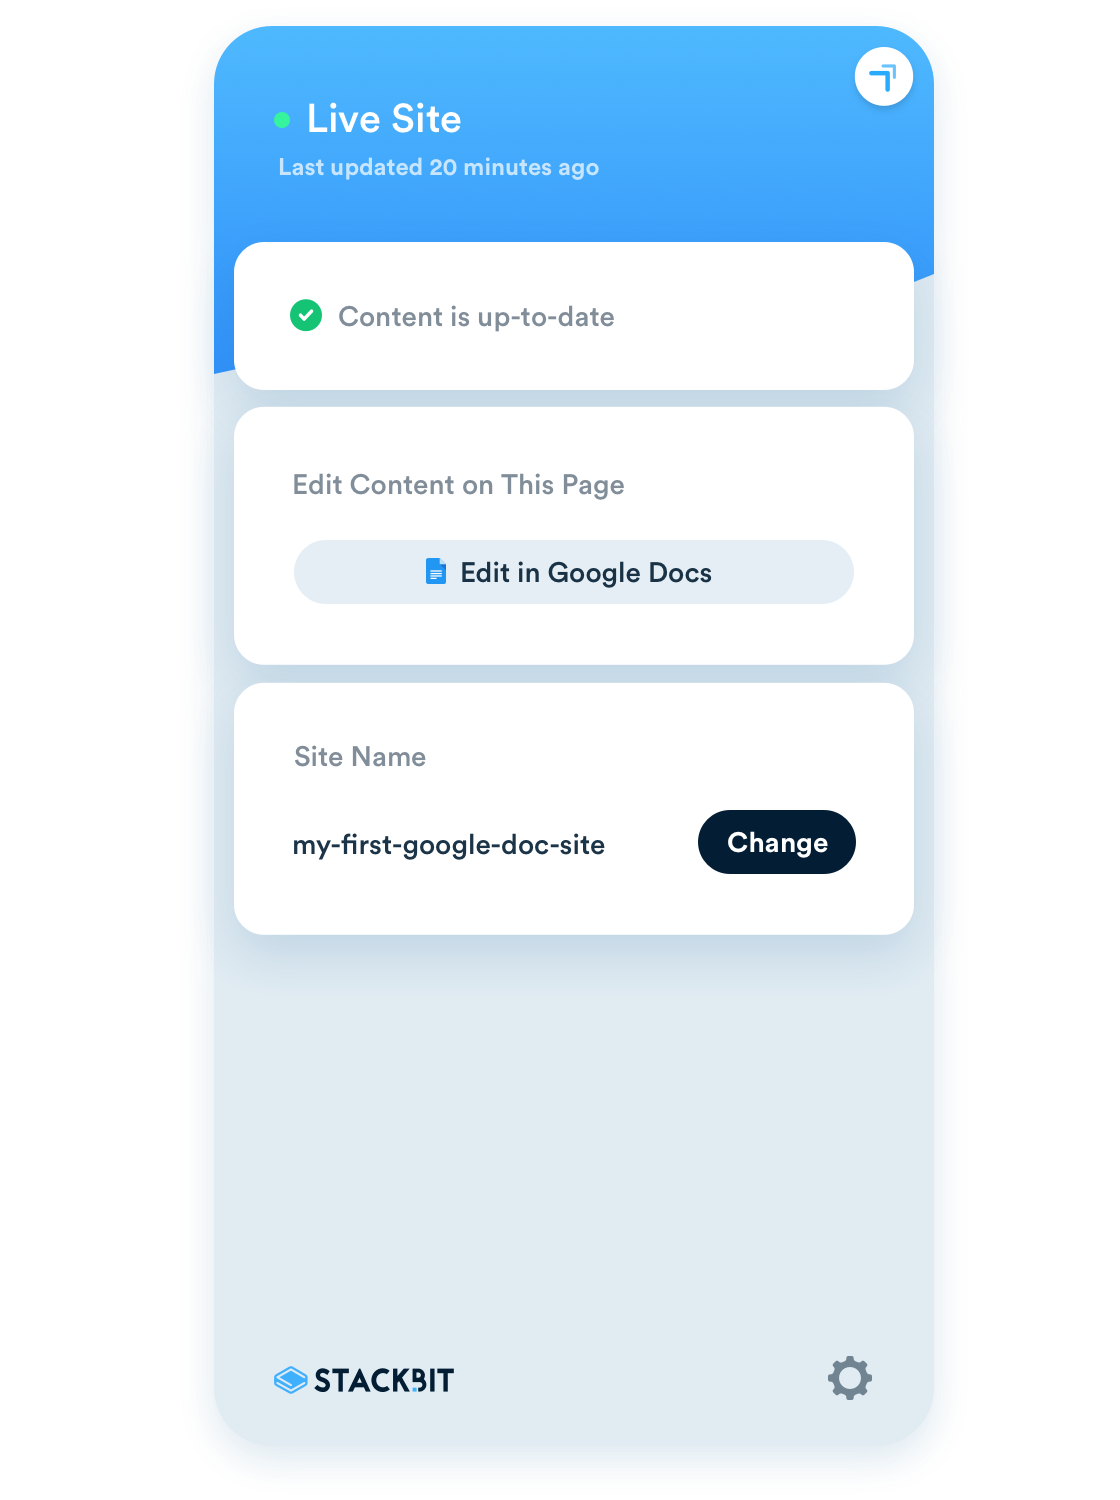 Live Site
Last updated 20 minutes ago
Content is up-to-date
Edit Content on This Page
Edit in Google Docs
Site Name
my-first-google-doc-site
Change
STACKBIT